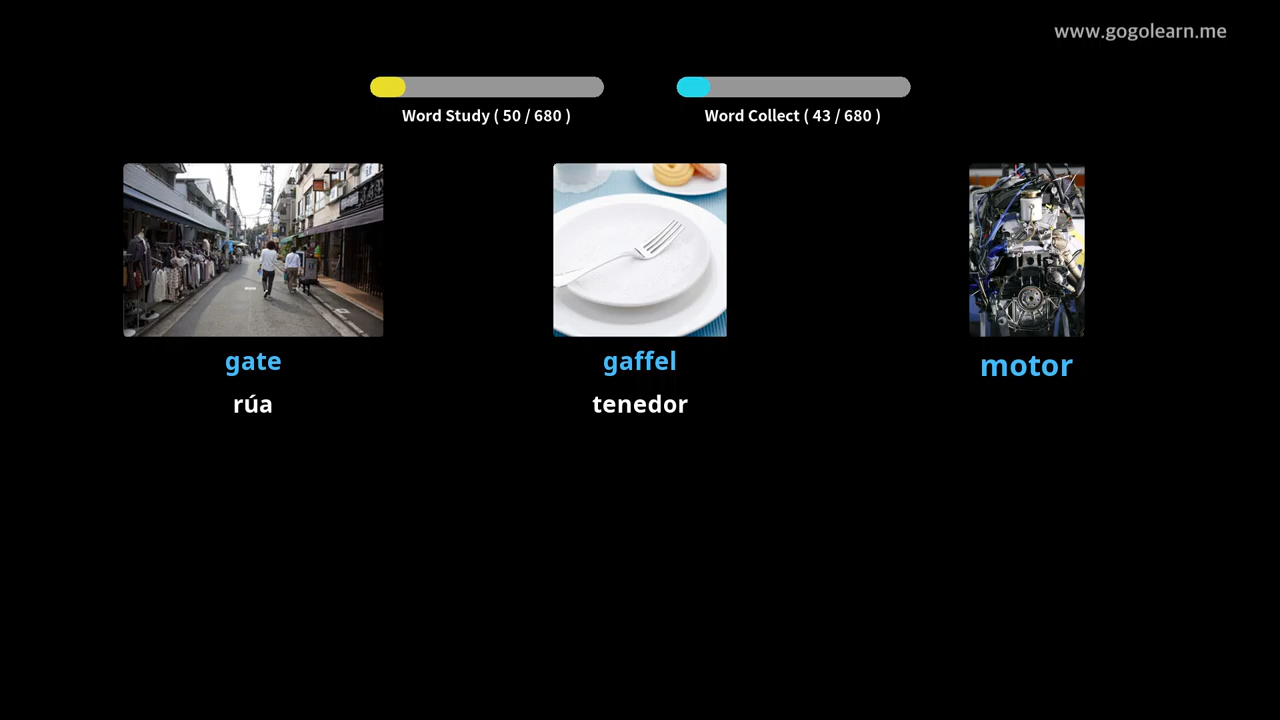 www.gogolearn.me
Word Study ( 50 / 680 )
Word Collect ( 43 / 680 )
gate
gaffel
motor
rúa
tenedor